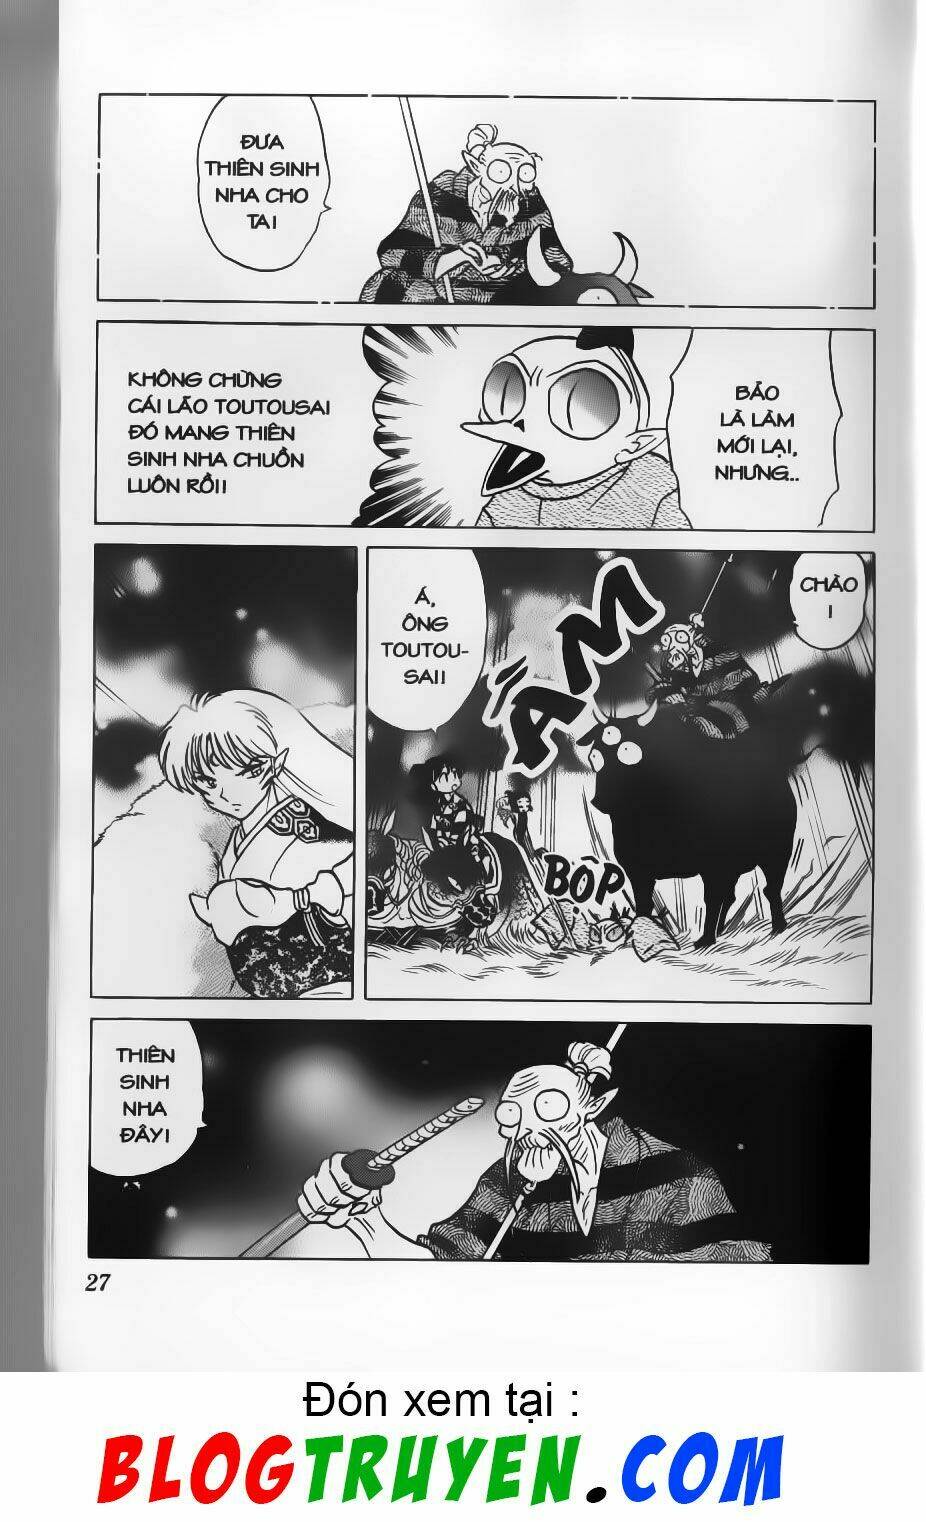 ĐƯA
THIÊN SINH
NHA CHO
TA!
BẢO
LÀ LÀM
MỚI LẠI,
NHƯNG...
KHÔNG CHỪNG
CÁI LÃO TOUTOUSAI
ĐÓ MANG THIÊN
SINH NHA CHUỒN
LUÔN RỒI!
CHÀO
!
ẦM
Á,
ÔNG
TOUTOU-
SAI!
BỘP
THIÊN
SINH
NHA
ĐÂY!
27
Đón xem tại :
BLOGTRUYEN.COM